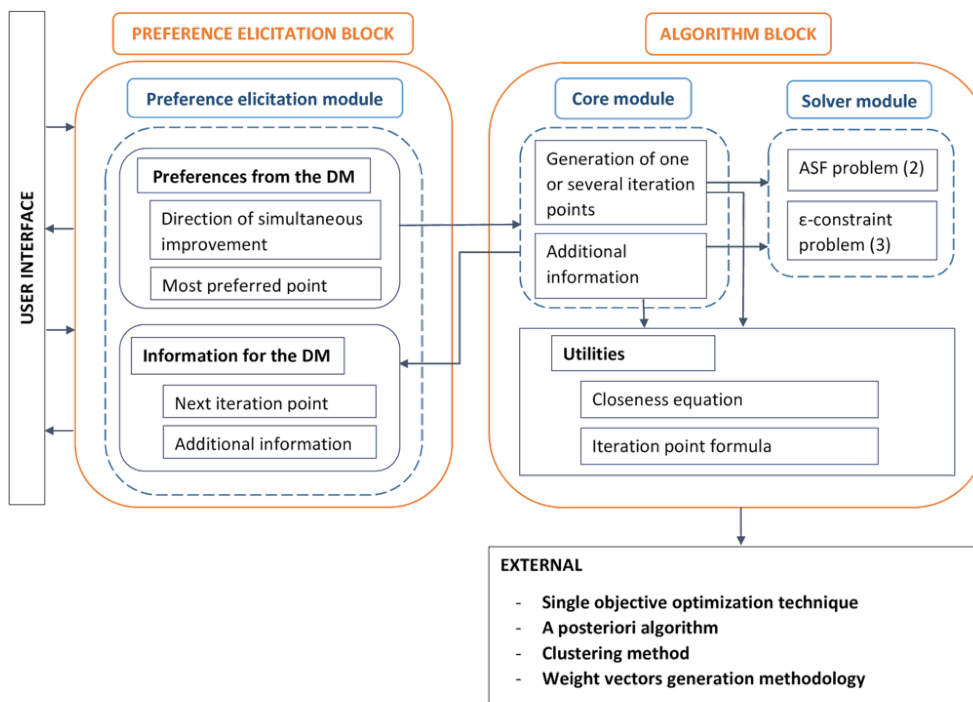 USER INTERFACE
PREFERENCE ELICITATION BLOCK
Preference elicitation module
Preferences from the DM
Direction of simultaneous
improvement
Most preferred point
Information for the DM
Next iteration point
Additional information
ALGORITHM BLOCK
Core module
Generation of one
or several iteration
points
Additional
information
Solver module
ASF problem (2)
ε-constraint
problem (3)
Utilities
Closeness equation
Iteration point formula
EXTERNAL
- Single objective optimization technique
- A posteriori algorithm
- Clustering method
- Weight vectors generation methodology